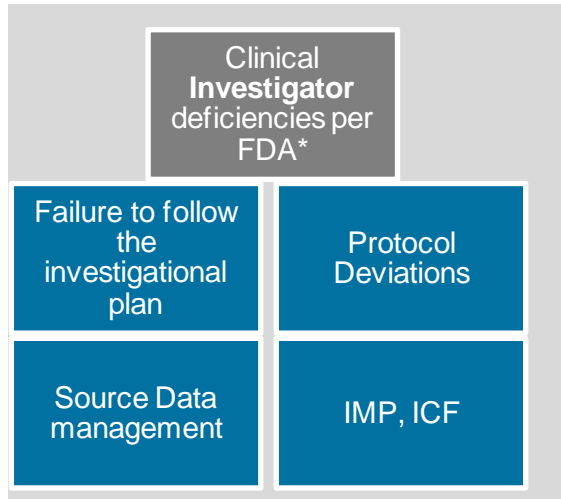 Clinical
Investigator
deficiencies per
FDA*
Failure to follow
the
investigational
plan
Protocol
Deviations
Source Data
management
IMP, ICF